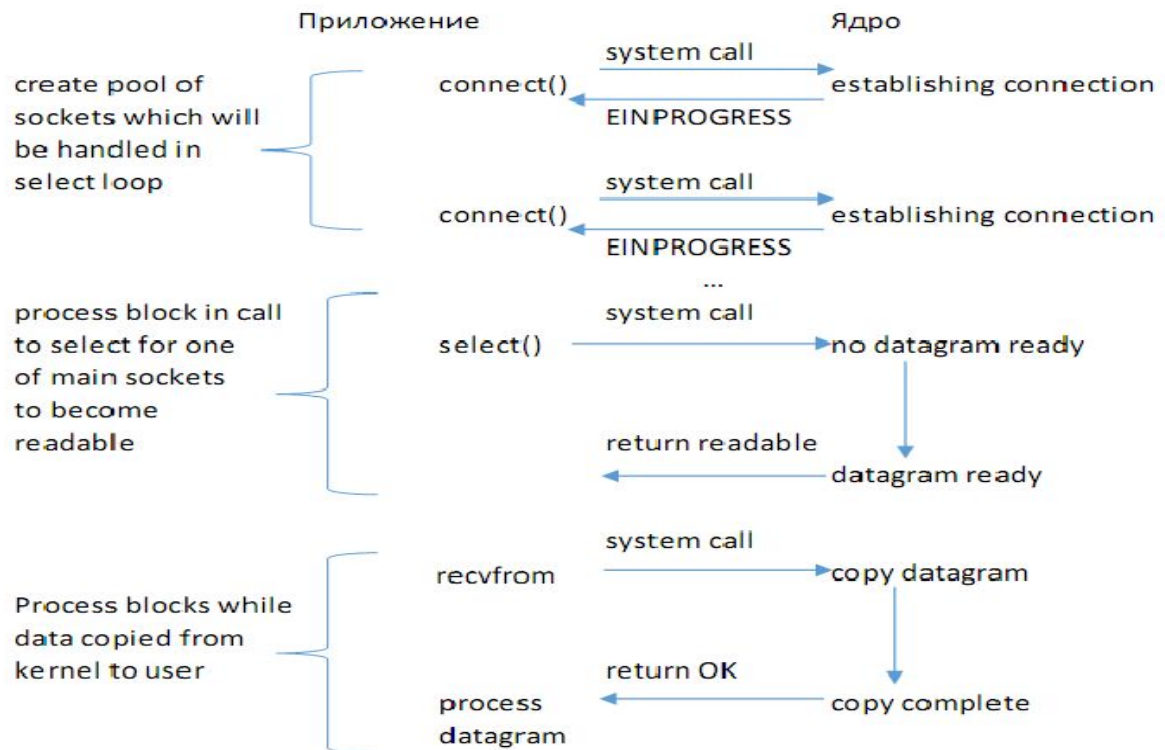 Приложение
Ядро
create pool of
sockets which will
be handled in
select loop
connect()
system call
establishing connection
EINPROGRESS
connect()
system call
establishing connection
EINPROGRESS
...
process block in call
to select for one
of main sockets
to become
readable
select()
system call
no datagram ready
return readable
datagram ready
Process blocks while
data copied from
kernel to user
recvfrom
system call
copy datagram
return OK
copy complete
process
datagram